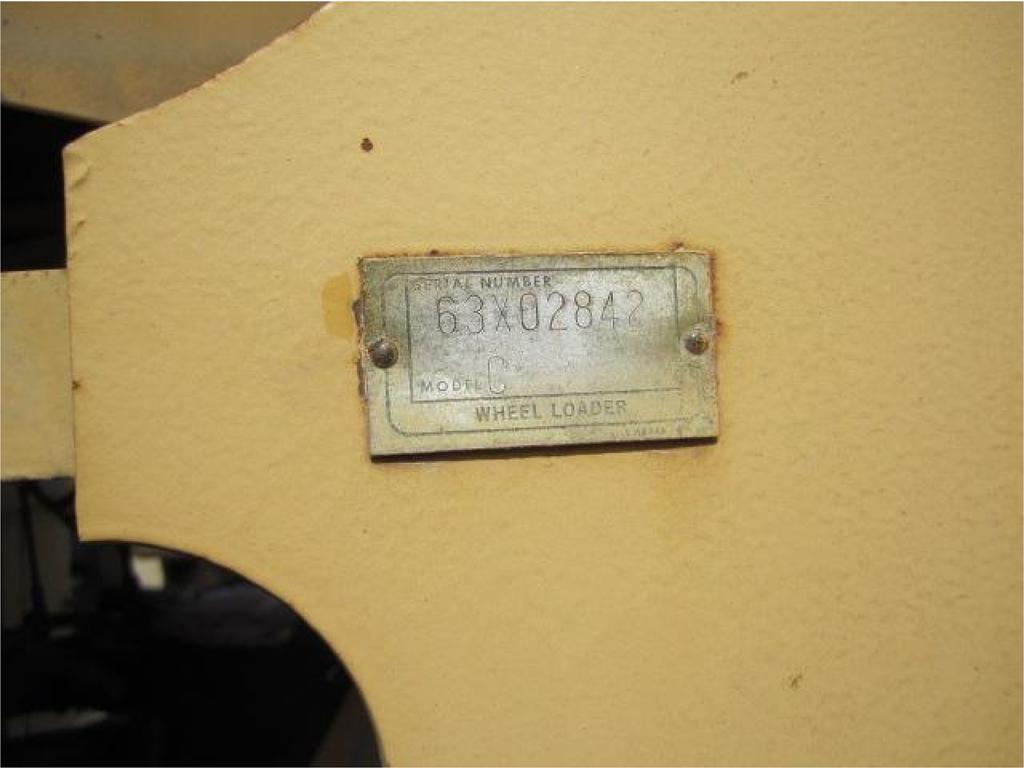 SERIAL NUMBER
63X02842
MODEL C
WHEEL LOADER